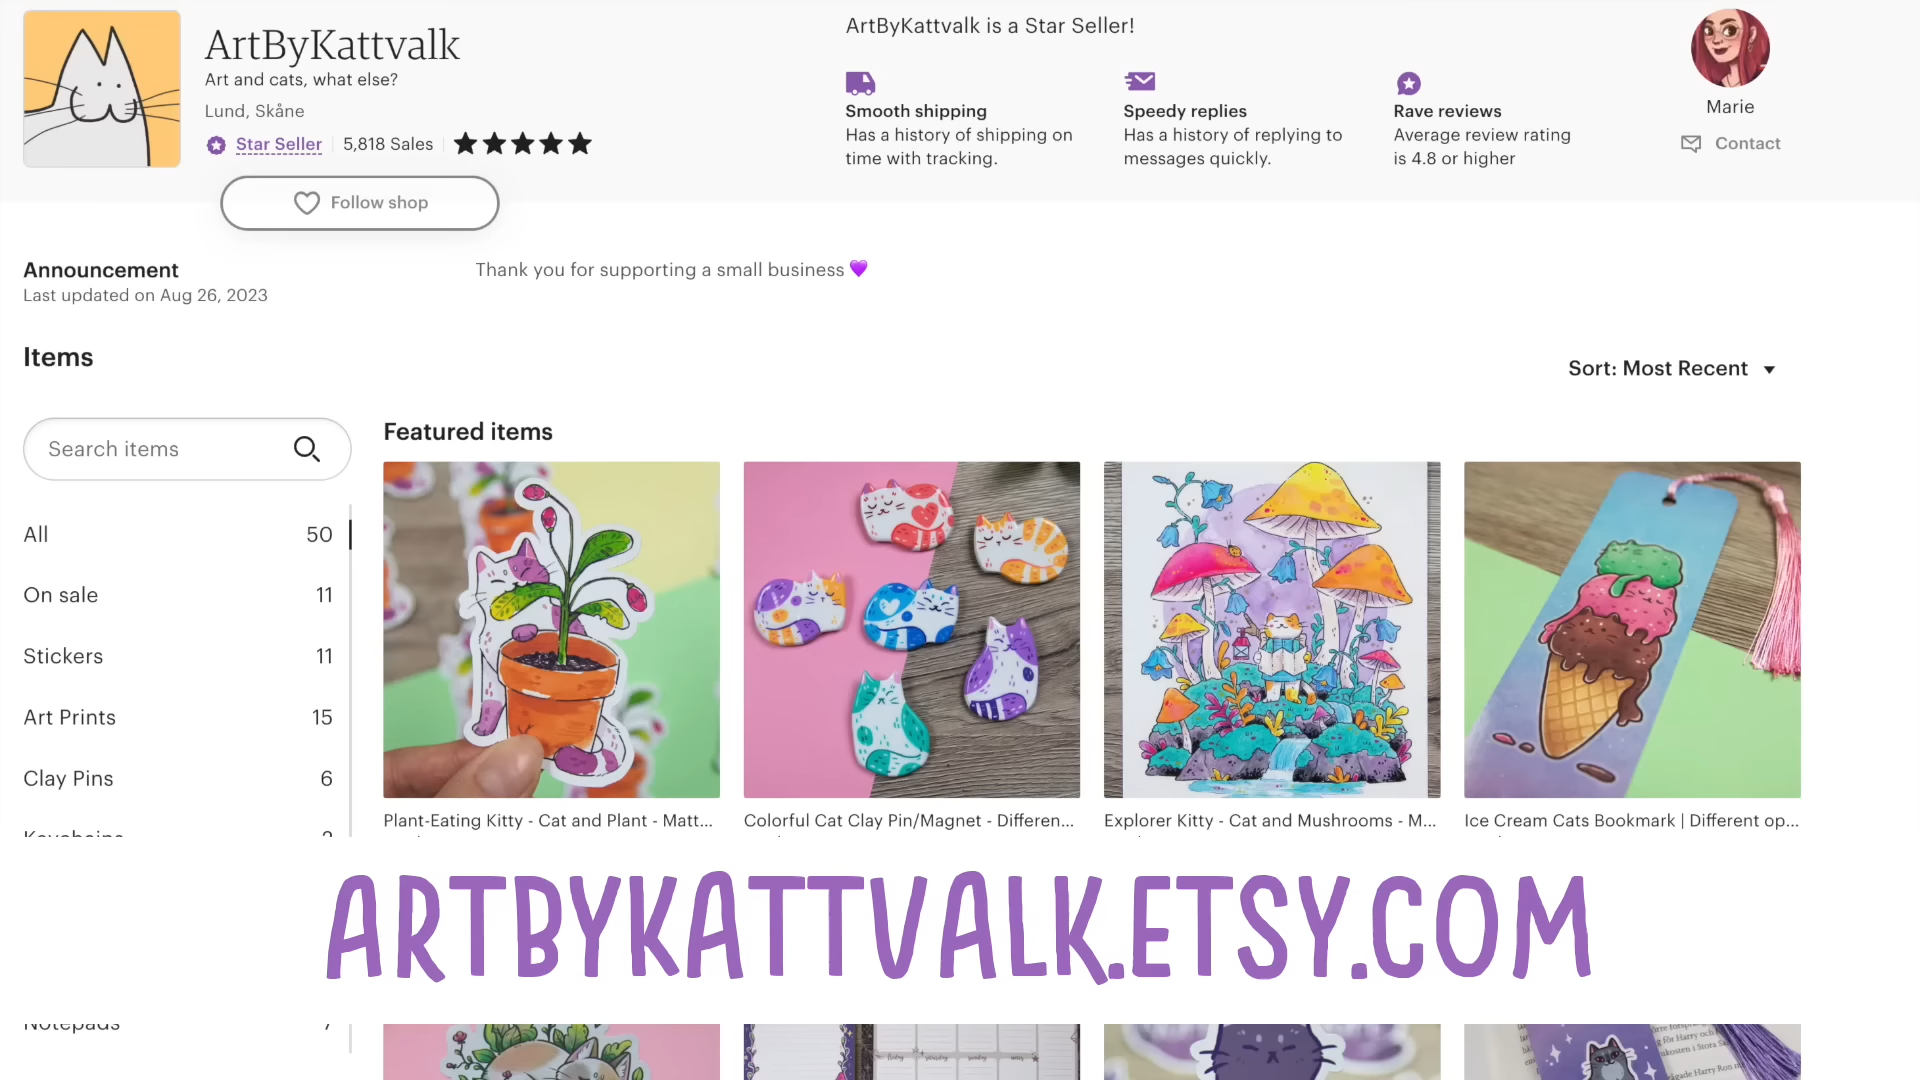 ArtByKattvalk
Art and cats, what else?
Lund, Skåne
Star Seller
5,818 Sales
Follow shop
ArtByKattvalk is a Star Seller!
Smooth shipping
Has a history of shipping on
time with tracking.
Speedy replies
Has a history of replying to
messages quickly.
Rave reviews
Average review rating
is 4.8 or higher
Marie
Contact
Announcement
Last updated on Aug 26, 2023
Thank you for supporting a small business 💜
Items
Sort: Most Recent
Search items
All 50
On sale 11
Stickers 11
Art Prints 15
Clay Pins 6
Featured items
Plant-Eating Kitty - Cat and Plant - Matt...
Colorful Cat Clay Pin/Magnet - Differen...
Explorer Kitty - Cat and Mushrooms - M...
Ice Cream Cats Bookmark | Different op...
ARTBYKATTVALK.ETSY.COM
Notepads